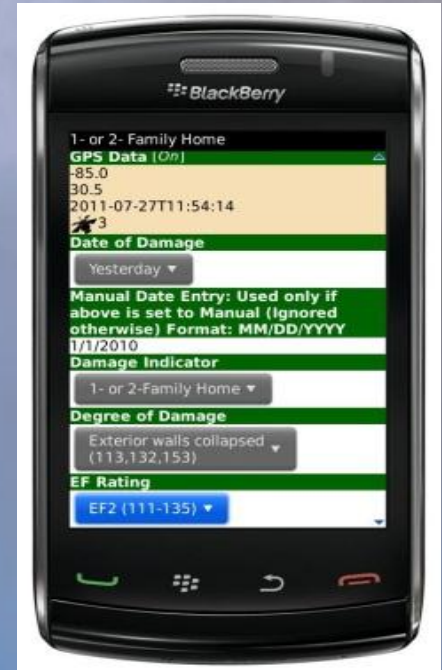 BlackBerry
1- or 2- Family Home
GPS Data [On]
-85.0
30.5
2011-07-27T11:54:14
3
Date of Damage
Yesterday
Manual Date Entry: Used only if
above is set to Manual (Ignored
otherwise) Format: MM/DD/YYYY
1/1/2010
Damage Indicator
1- or 2-Family Home
Degree of Damage
Exterior walls collapsed
(113,132,153)
EF Rating
EF2 (111-135)